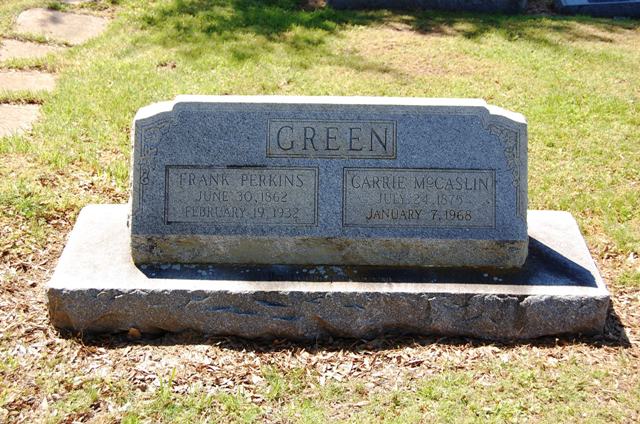 GREEN
FRANK PERKINS
JUNE 30, 1862
FEBRUARY 19, 1932
CARRIE McCASLIN
JULY 24, 1875
JANUARY 7, 1968